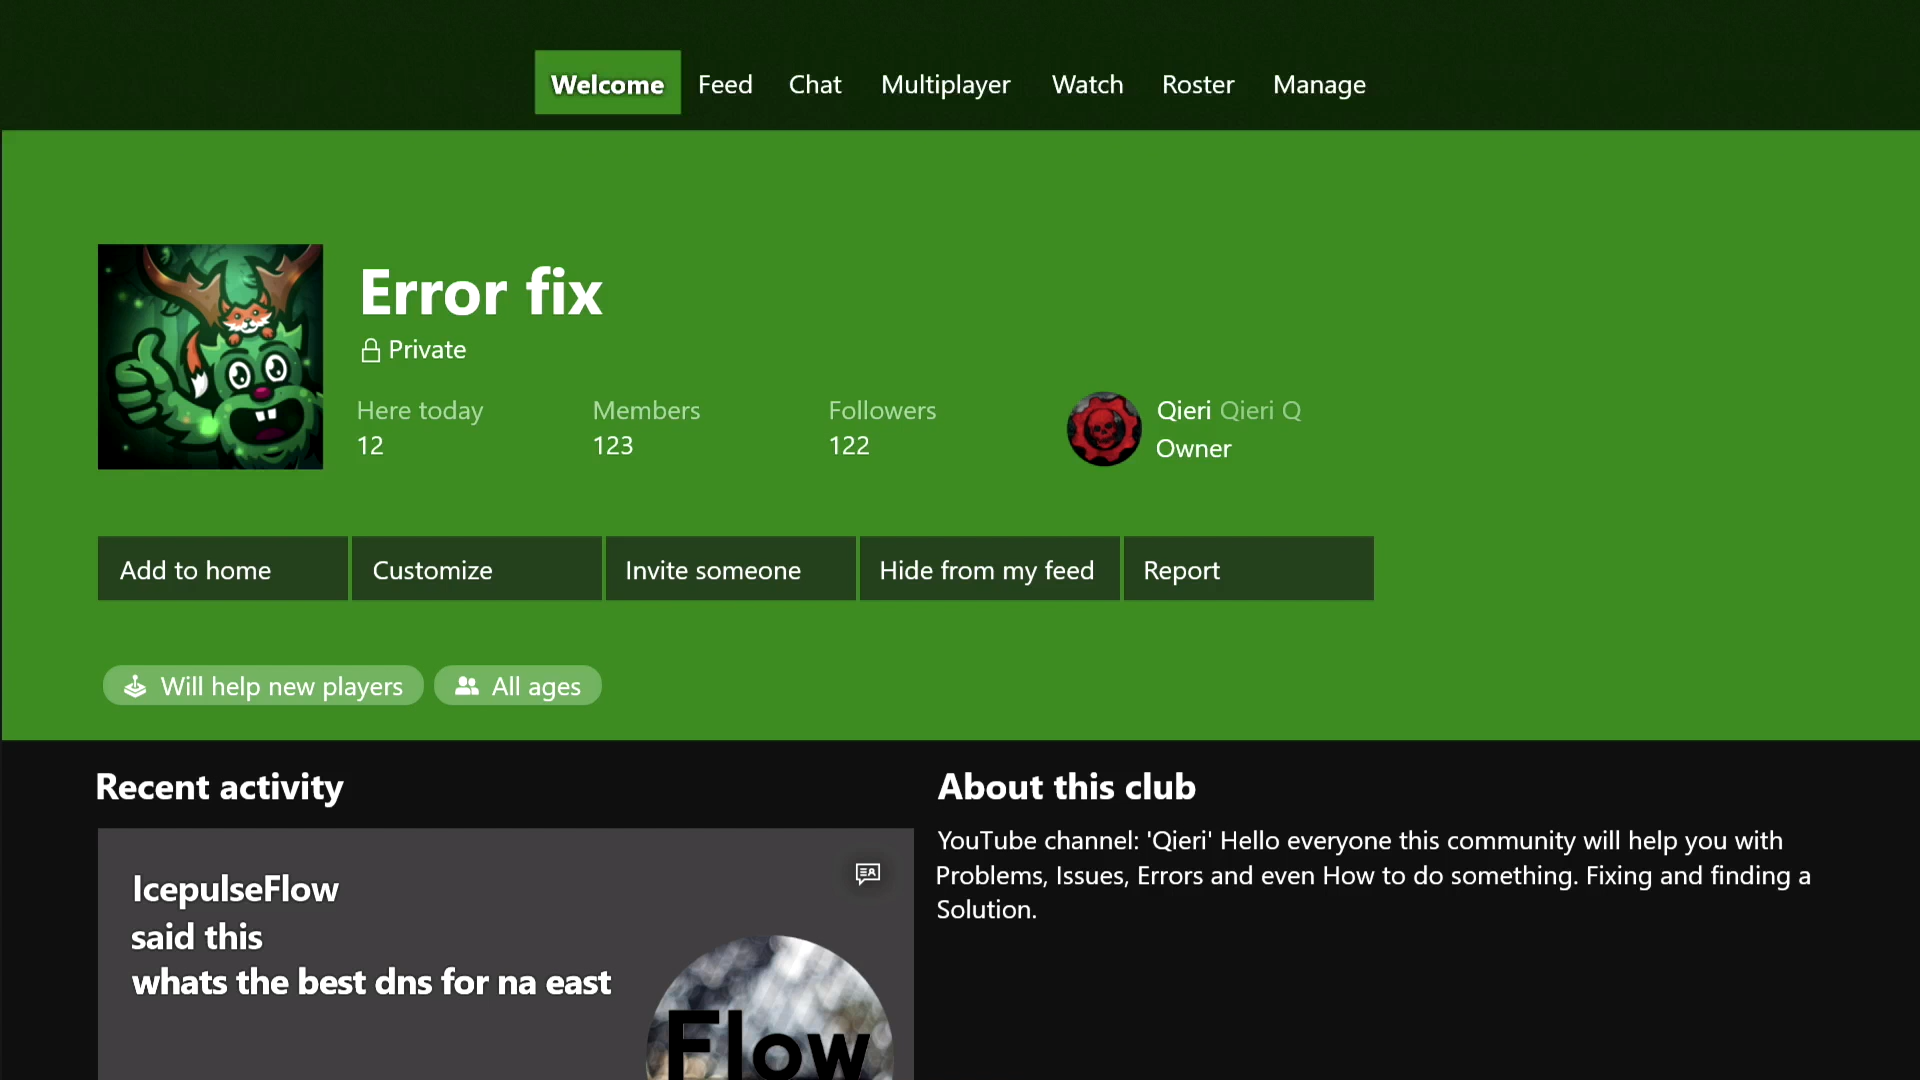 Welcome Feed Chat Multiplayer Watch Roster Manage
Error fix
Private
Here today Members Followers Qieri Qieri Q
12 123 122 Owner
Add to home Customize Invite someone Hide from my feed Report
Will help new players All ages
Recent activity
IcepulseFlow
said this
whats the best dns for na east
Flow
About this club
YouTube channel: 'Qieri' Hello everyone this community will help you with
Problems, Issues, Errors and even How to do something. Fixing and finding a
Solution.